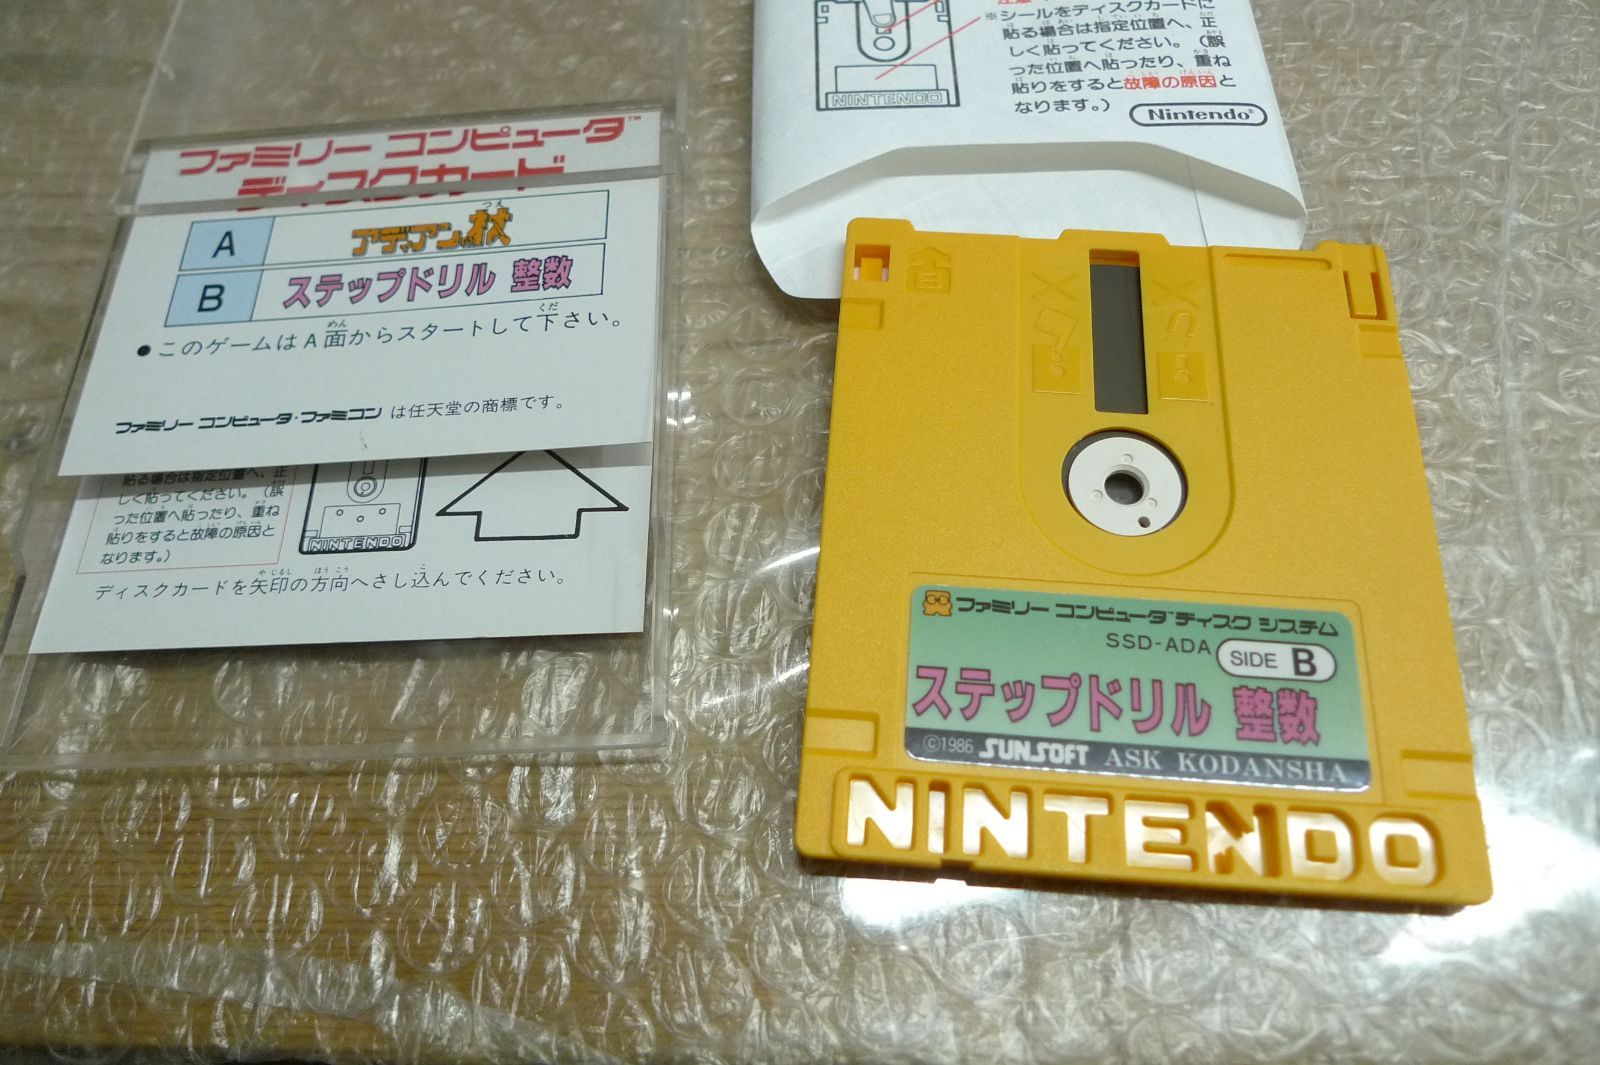 ファミリー コンピュータ™
ディスクカード
A アディアンの杖
B ステップドリル 整数
●このゲームはA面からスタートして下さい。
ファミリー コンピュータ・ファミコン は任天堂の商標です。
貼る場合は指定位置へ、正
しく貼ってください。(誤
った位置へ貼ったり、重ね
貼りをすると故障の原因と
なります。)
NINTENDO
ディスクカードを矢印の方向へさし込んでください。
※シールをディスクカードに
貼る場合は指定位置へ、正
しく貼ってください。(誤
った位置へ貼ったり、重ね
貼りをすると故障の原因と
なります。)
NINTENDO
Nintendo®
ファミリー コンピュータ™ ディスク システム
SSD-ADA SIDE B
ステップドリル 整数
©1986 SUNSOFT ASK KODANSHA
NINTENDO